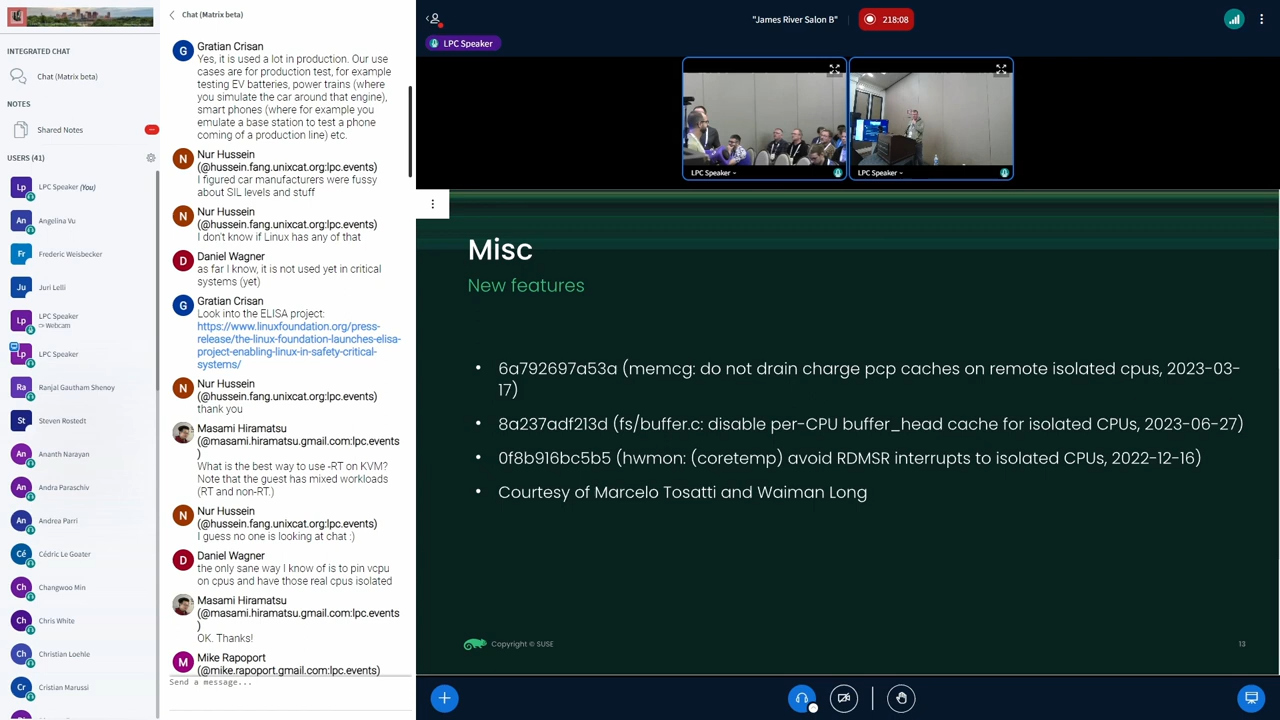 INTEGRATED CHAT
Chat (Matrix beta)
NOTES
Shared Notes
USERS (41)
Lp LPC Speaker (You)
An Angelina Vu
Fr Frederic Weisbecker
Ju Juri Lelli
Lp LPC Speaker
=> Webcam
Lp LPC Speaker
Ra Ranjal Gautham Shenoy
St Steven Rostedt
An Ananth Narayan
An Andra Paraschiv
An Andrea Parri
Cé Cédric Le Goater
Ch Changwoo Min
Ch Chris White
Ch Christian Loehle
Cr Cristian Marussi
Chat (Matrix beta)
G Gratian Crisan
Yes, it is used a lot in production. Our use
cases are for production test, for example
testing EV batteries, power trains (where
you simulate the car around that engine),
smart phones (where for example you
emulate a base station to test a phone
coming of a production line) etc.
N Nur Hussein
(@hussein.fang.unixcat.org:lpc.events)
I figured car manufacturers were fussy
about SIL levels and stuff
N Nur Hussein
(@hussein.fang.unixcat.org:lpc.events)
I don't know if Linux has any of that
D Daniel Wagner
as far I know, it is not used yet in critical
systems (yet)
G Gratian Crisan
Look into the ELISA project:
https://www.linuxfoundation.org/press-
release/the-linux-foundation-launches-elisa-
project-enabling-linux-in-safety-critical-
systems/
N Nur Hussein
(@hussein.fang.unixcat.org:lpc.events)
thank you
Masami Hiramatsu
(@masami.hiramatsu.gmail.com:lpc.events
)
What is the best way to use -RT on KVM?
Note that the guest has mixed workloads
(RT and non-RT.)
N Nur Hussein
(@hussein.fang.unixcat.org:lpc.events)
I guess no one is looking at chat :)
D Daniel Wagner
the only sane way I know of is to pin vcpu
on cpus and have those real cpus isolated
Masami Hiramatsu
(@masami.hiramatsu.gmail.com:lpc.events
)
OK. Thanks!
M Mike Rapoport
(@mike.rapoport.gmail.com:lpc.events)
Send a message...
"James River Salon B"
218:08
LPC Speaker
LPC Speaker
LPC Speaker
Misc
New features
• 6a792697a53a (memcg: do not drain charge pcp caches on remote isolated cpus, 2023-03-
17)
• 8a237adf213d (fs/buffer.c: disable per-CPU buffer_head cache for isolated CPUs, 2023-06-27)
• 0f8b916bc5b5 (hwmon: (coretemp) avoid RDMSR interrupts to isolated CPUs, 2022-12-16)
• Courtesy of Marcelo Tosatti and Waiman Long
Copyright © SUSE
13